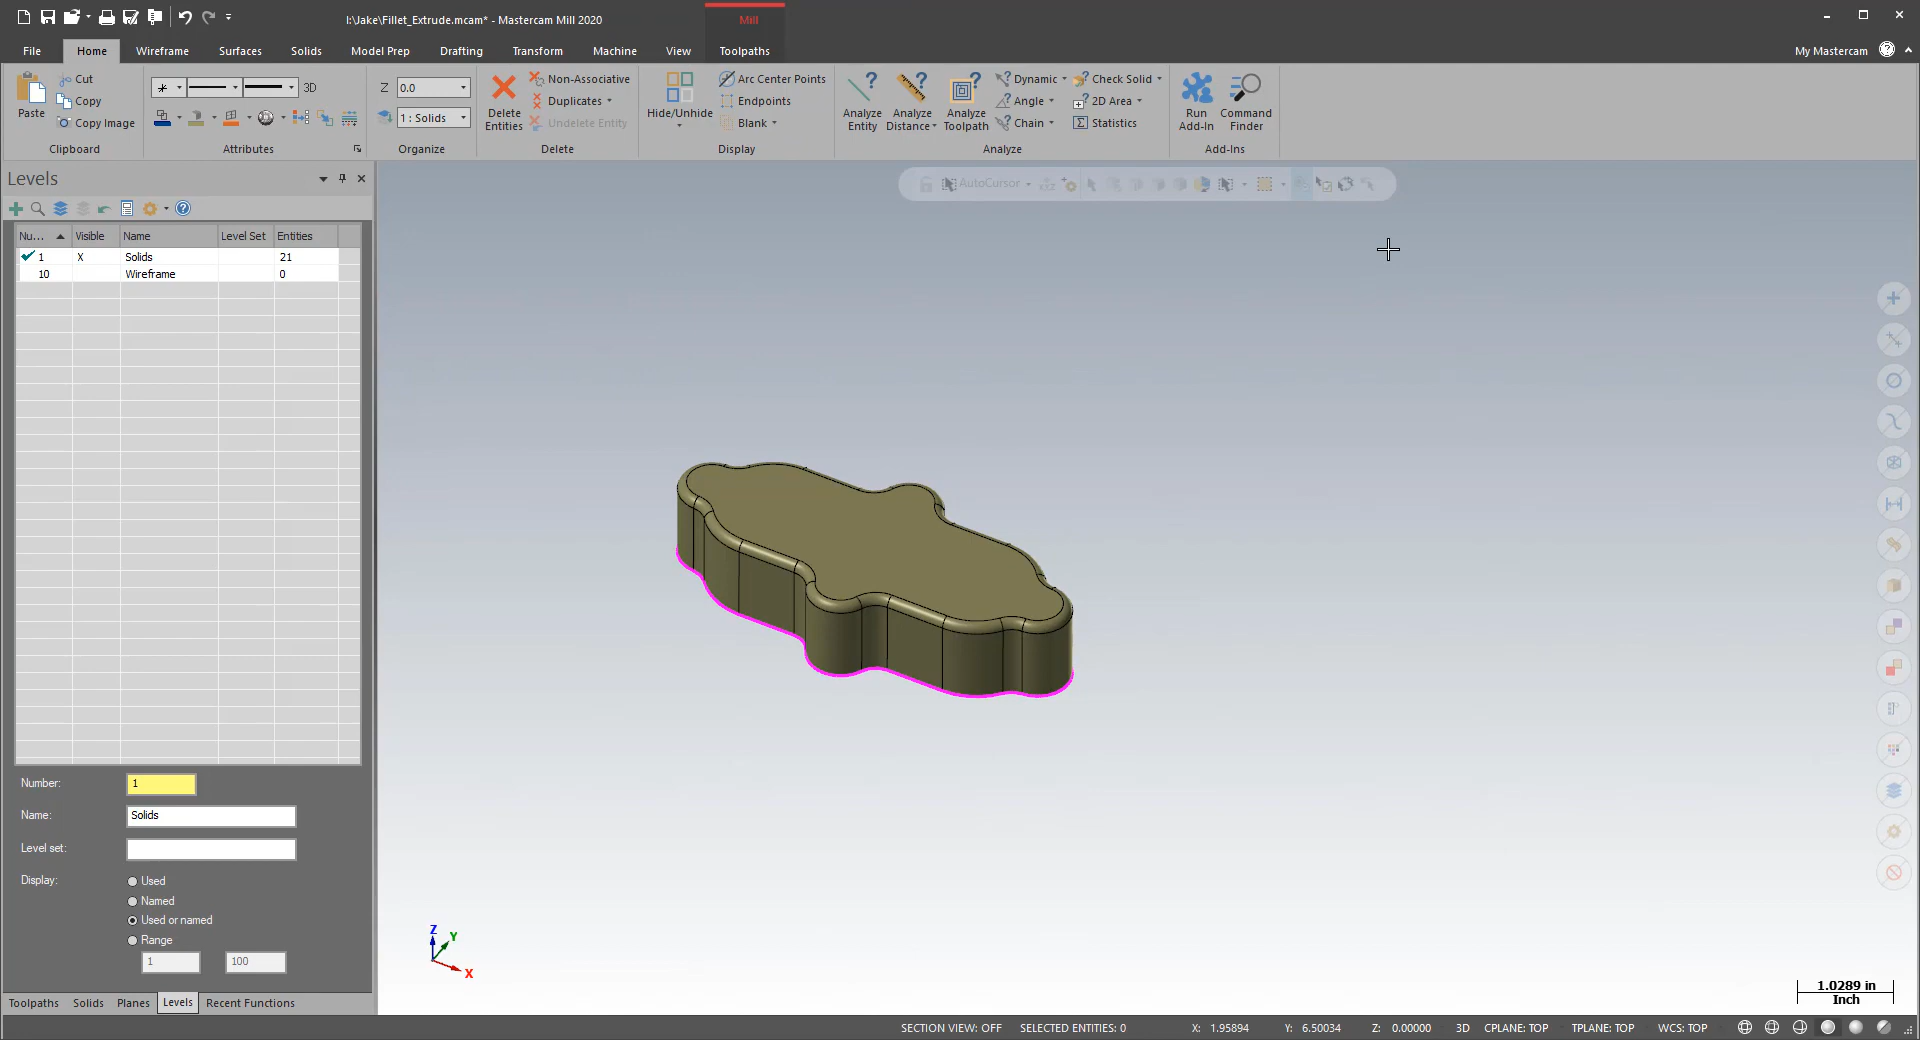 I:\Jake\Fillet_Extrude.mcam* - Mastercam Mill 2020
Mill
File Home Wireframe Surfaces Solids Model Prep Drafting Transform Machine View Toolpaths
My Mastercam
Paste
Cut
Copy
Copy Image
Clipboard
3D
Attributes
Z 0.0
1 : Solids
Organize
Delete Entities
Non-Associative
Duplicates
Undelete Entity
Delete
Hide/Unhide
Arc Center Points
Endpoints
Blank
Display
Analyze Entity
Analyze Distance
Analyze Toolpath
Dynamic
Angle
Chain
Check Solid
2D Area
Statistics
Analyze
Run Add-In
Command Finder
Add-Ins
Levels
AutoCursor
Nu... Visible Name Level Set Entities
1 X Solids 21
10 Wireframe 0
Number: 1
Name: Solids
Level set:
Display:
Used
Named
Used or named
Range
1 100
Z
Y
X
1.0289 in
Inch
Toolpaths Solids Planes Levels Recent Functions
SECTION VIEW: OFF SELECTED ENTITIES: 0 X: 1.95894 Y: 6.50034 Z: 0.00000 3D CPLANE: TOP TPLANE: TOP WCS: TOP